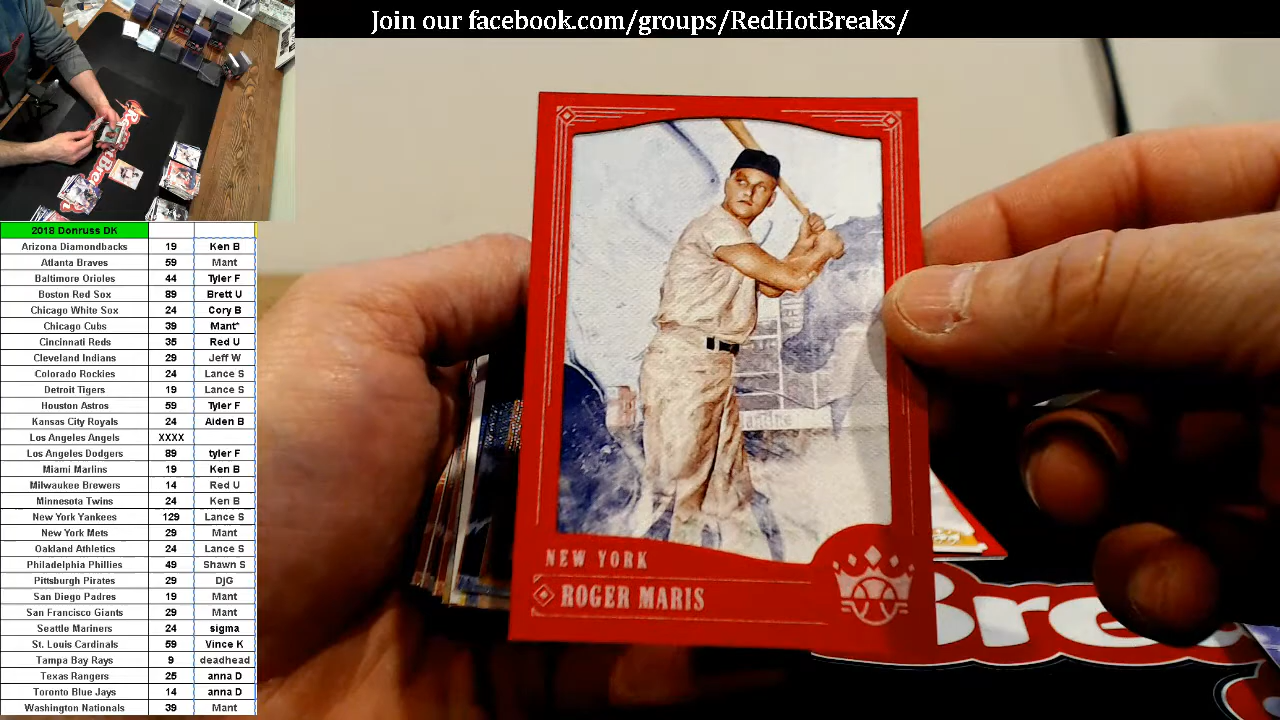 Join our facebook.com/groups/RedHotBreaks/
2018 Donruss DK
Arizona Diamondbacks 19 Ken B
Atlanta Braves 59 Mant
Baltimore Orioles 44 Tyler F
Boston Red Sox 89 Brett U
Chicago White Sox 24 Cory B
Chicago Cubs 39 Mant*
Cincinnati Reds 35 Red U
Cleveland Indians 29 Jeff W
Colorado Rockies 24 Lance S
Detroit Tigers 19 Lance S
Houston Astros 59 Tyler F
Kansas City Royals 24 Aiden B
Los Angeles Angels XXXX
Los Angeles Dodgers 89 tyler F
Miami Marlins 19 Ken B
Milwaukee Brewers 14 Red U
Minnesota Twins 24 Ken B
New York Yankees 129 Lance S
New York Mets 29 Mant
Oakland Athletics 24 Lance S
Philadelphia Phillies 49 Shawn S
Pittsburgh Pirates 29 DjG
San Diego Padres 19 Mant
San Francisco Giants 29 Mant
Seattle Mariners 24 sigma
St. Louis Cardinals 59 Vince K
Tampa Bay Rays 9 deadhead
Texas Rangers 25 anna D
Toronto Blue Jays 14 anna D
Washington Nationals 39 Mant
NEW YORK
ROGER MARIS